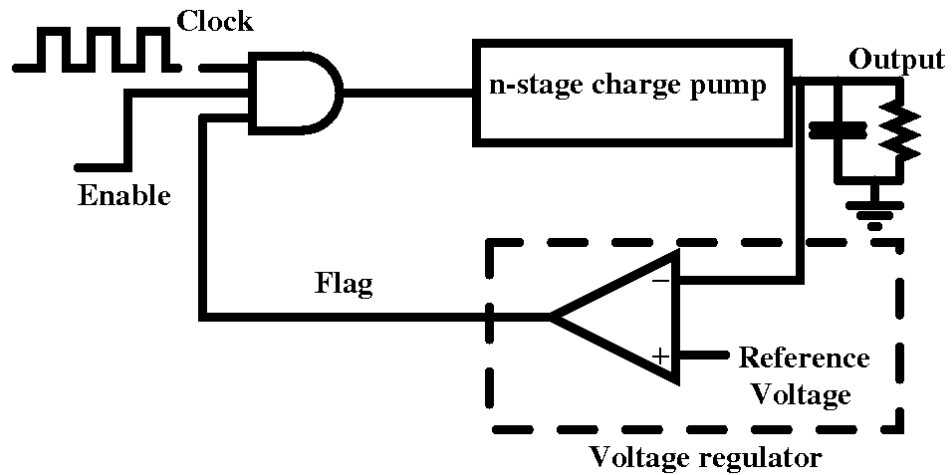 Clock
Output
n-stage charge pump
Enable
Flag
−
+
Reference
Voltage
Voltage regulator